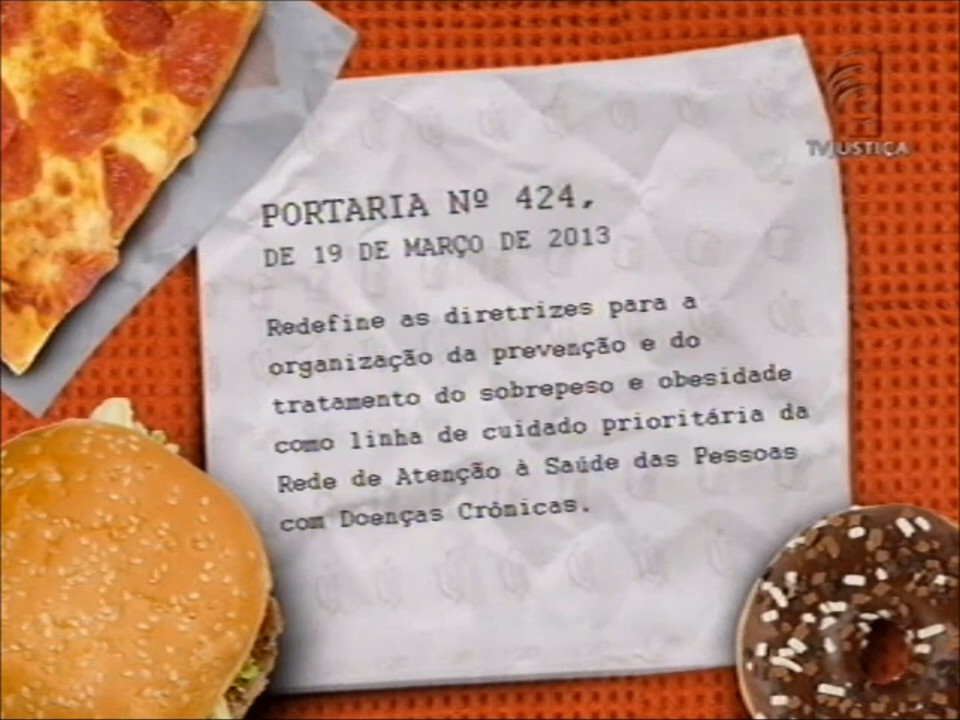 TV JUSTIÇA
PORTARIA Nº 424,
DE 19 DE MARÇO DE 2013
Redefine as diretrizes para a
organização da prevenção e do
tratamento do sobrepeso e obesidade
como linha de cuidado prioritária da
Rede de Atenção à Saúde das Pessoas
com Doenças Crônicas.